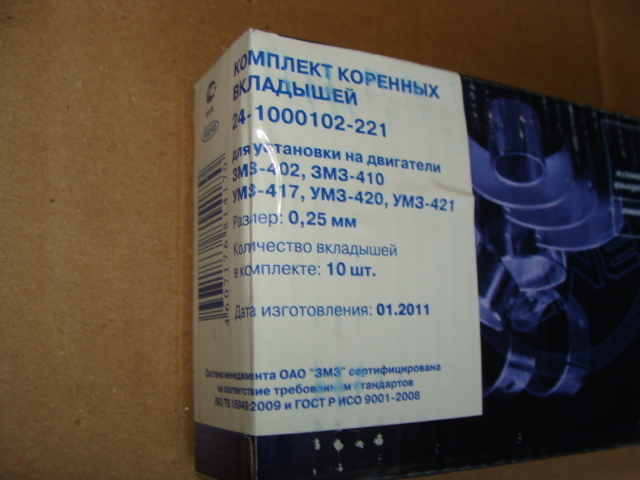 КОМПЛЕКТ КОРЕННЫХ
ВКЛАДЫШЕЙ
24-1000102-221
для установки на двигатели
ЗМЗ-402, ЗМЗ-410
УМЗ-417, УМЗ-420, УМЗ-421
Размер: 0,25 мм
Количество вкладышей
в комплекте: 10 шт.
Дата изготовления: 01.2011
Система менеджмента ОАО "ЗМЗ" сертифицирована
на соответствие требованиям стандартов
ISO/TS 16949:2009 и ГОСТ Р ИСО 9001-2008